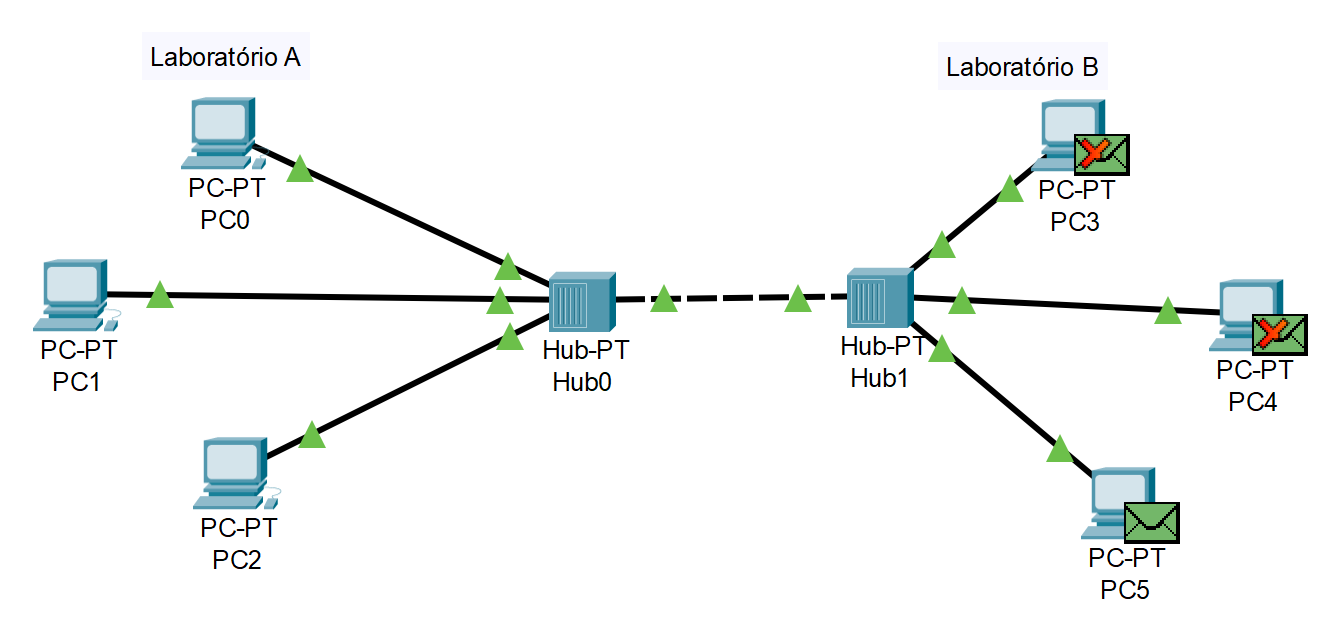 Laboratório A
PC-PT
PC0
PC-PT
PC1
PC-PT
PC2
Hub-PT
Hub0
Laboratório B
Hub-PT
Hub1
PC-PT
PC3
PC-PT
PC4
PC-PT
PC5